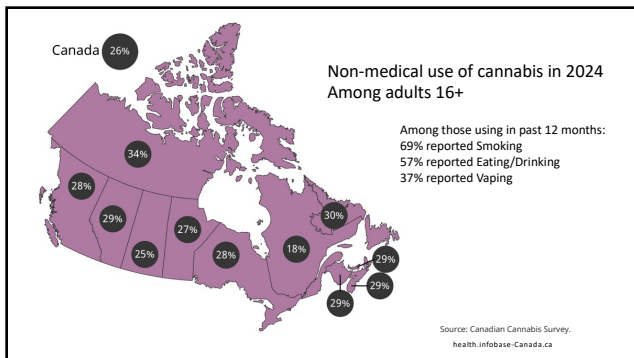 Canada 26%
Non-medical use of cannabis in 2024
Among adults 16+
Among those using in past 12 months:
69% reported Smoking
57% reported Eating/Drinking
37% reported Vaping
34%
28%
29%
25%
27%
28%
18%
30%
29%
29%
29%
Source: Canadian Cannabis Survey.
health.infobase-Canada.ca